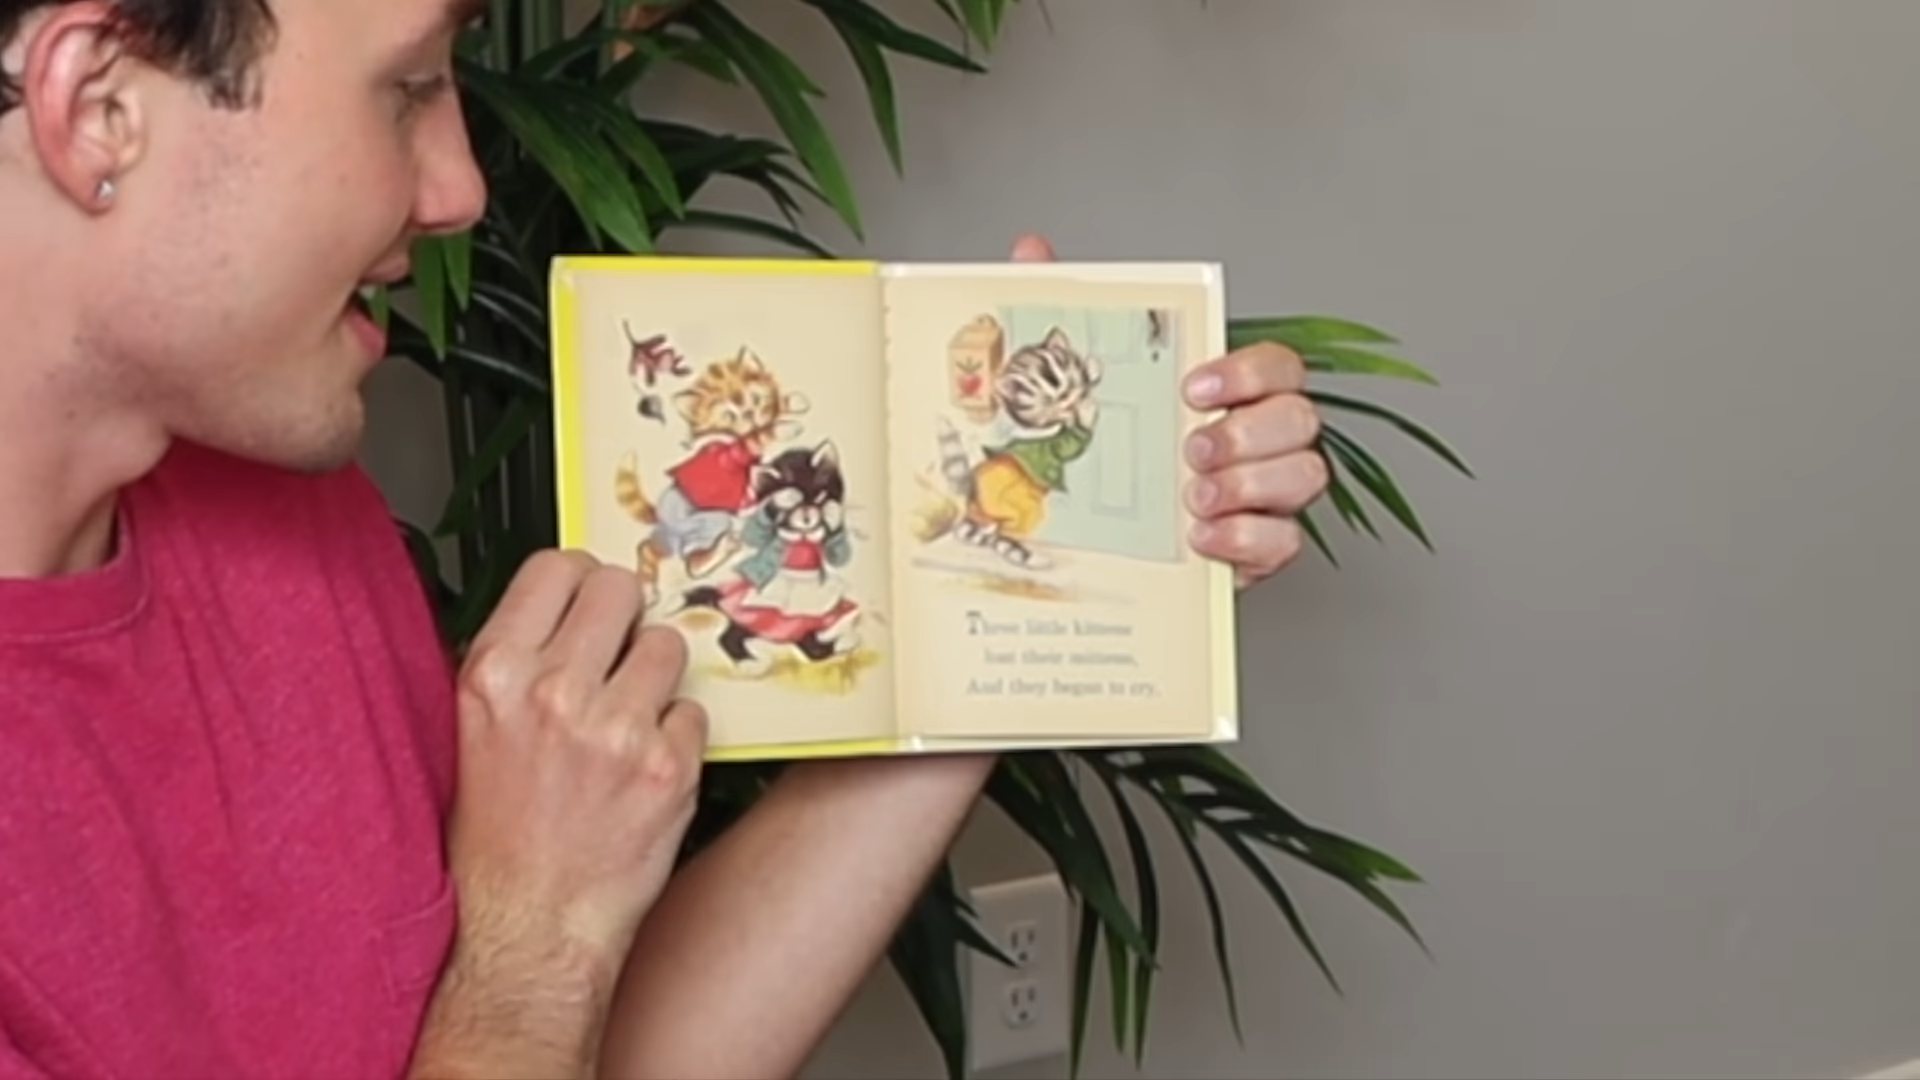 Three little kittens
lost their mittens,
And they began to cry.